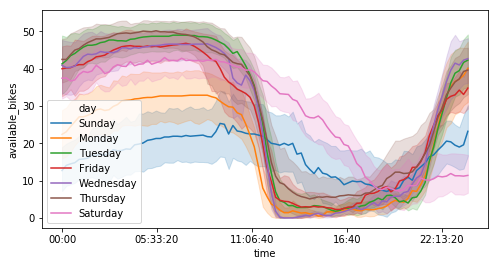 50
40
30
20
10
0
available_bikes
day
Sunday
Monday
Tuesday
Friday
Wednesday
Thursday
Saturday
00:00
05:33:20
11:06:40
16:40
22:13:20
time